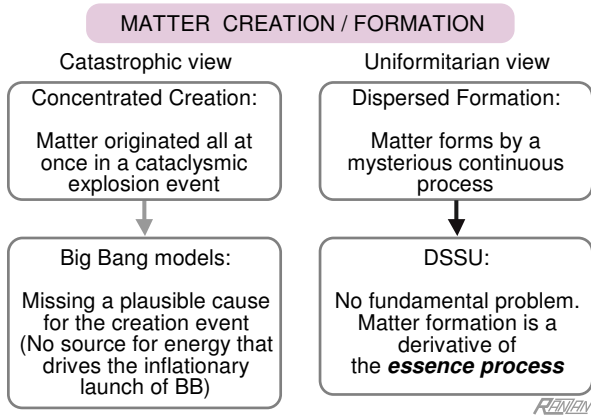 MATTER CREATION / FORMATION
Catastrophic view
Concentrated Creation:
Matter originated all at
once in a cataclysmic
explosion event
Big Bang models:
Missing a plausible cause
for the creation event
(No source for energy that
drives the inflationary
launch of BB)
Uniformitarian view
Dispersed Formation:
Matter forms by a
mysterious continuous
process
DSSU:
No fundamental problem.
Matter formation is a
derivative of
the essence process
RANZAN